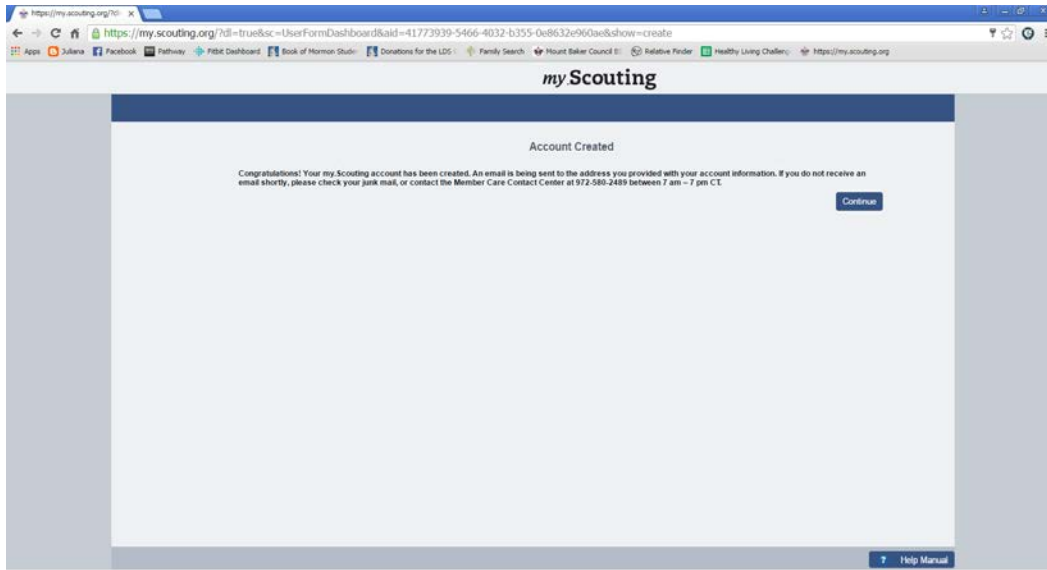 https://my.scouting.org/?dl-
https://my.scouting.org/?dl=true&sc=UserFormDashboard&aid=41773939-5466-4032-b355-0e8632e960ae&show=create
Apps Juliana Facebook Pathway Fitbit Dashboard Book of Mormon Studen Donations for the LDS Family Search Mount Baker Council Relative Finder Healthy Living Challeng https://my.scouting.org
my.Scouting
Account Created
Congratulations! Your my.Scouting account has been created. An email is being sent to the address you provided with your account information. If you do not receive an
email shortly, please check your junk mail, or contact the Member Care Contact Center at 972-580-2489 between 7 am – 7 pm CT.
Continue
? Help Manual